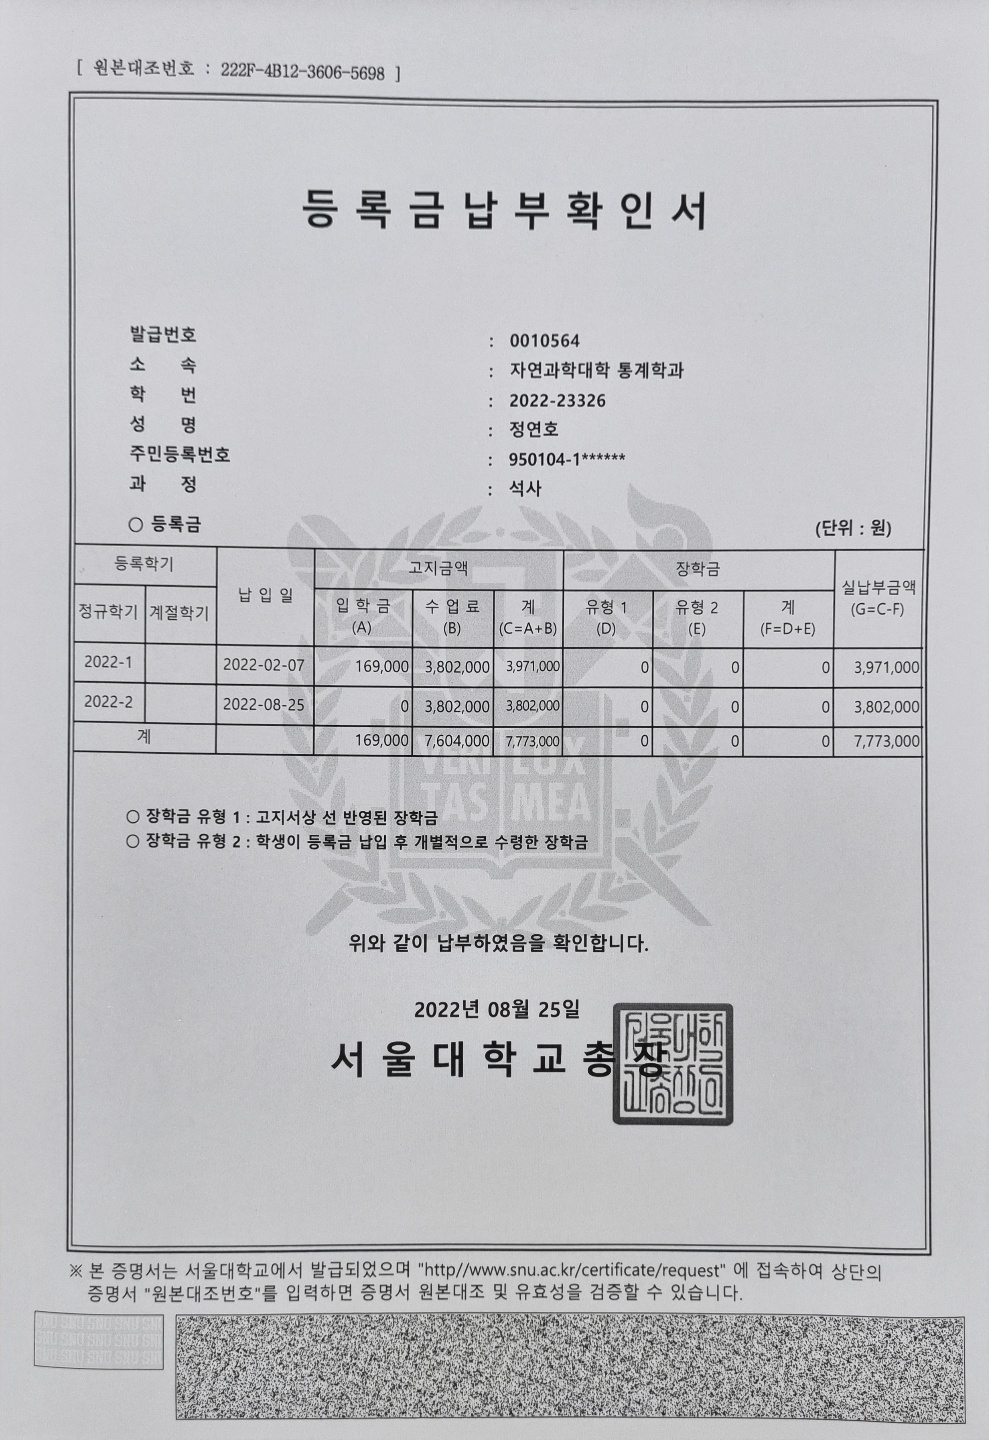 [ 원본대조번호 : 222F-4B12-3606-5698 ]
등록금납부확인서
발급번호 : 0010564
소 속 : 자연과학대학 통계학과
학 번 : 2022-23326
성 명 : 정연호
주민등록번호 : 950104-1******
과 정 : 석사
○ 등록금 (단위 : 원)
등록학기 납 입 일 고지금액 장학금 실납부금액 (G=C-F)
정규학기 계절학기 입 학 금 (A) 수 업 료 (B) 계 (C=A+B) 유형 1 (D) 유형 2 (E) 계 (F=D+E)
2022-1 2022-02-07 169,000 3,802,000 3,971,000 0 0 0 3,971,000
2022-2 2022-08-25 0 3,802,000 3,802,000 0 0 0 3,802,000
계 169,000 7,604,000 7,773,000 0 0 0 7,773,000
VERI LUX
TAS MEA
○ 장학금 유형 1 : 고지서상 선 반영된 장학금
○ 장학금 유형 2 : 학생이 등록금 납입 후 개별적으로 수령한 장학금
위와 같이 납부하였음을 확인합니다.
2022년 08월 25일
서울대학교총장
※ 본 증명서는 서울대학교에서 발급되었으며 "http//www.snu.ac.kr/certificate/request" 에 접속하여 상단의
증명서 "원본대조번호"를 입력하면 증명서 원본대조 및 유효성을 검증할 수 있습니다.